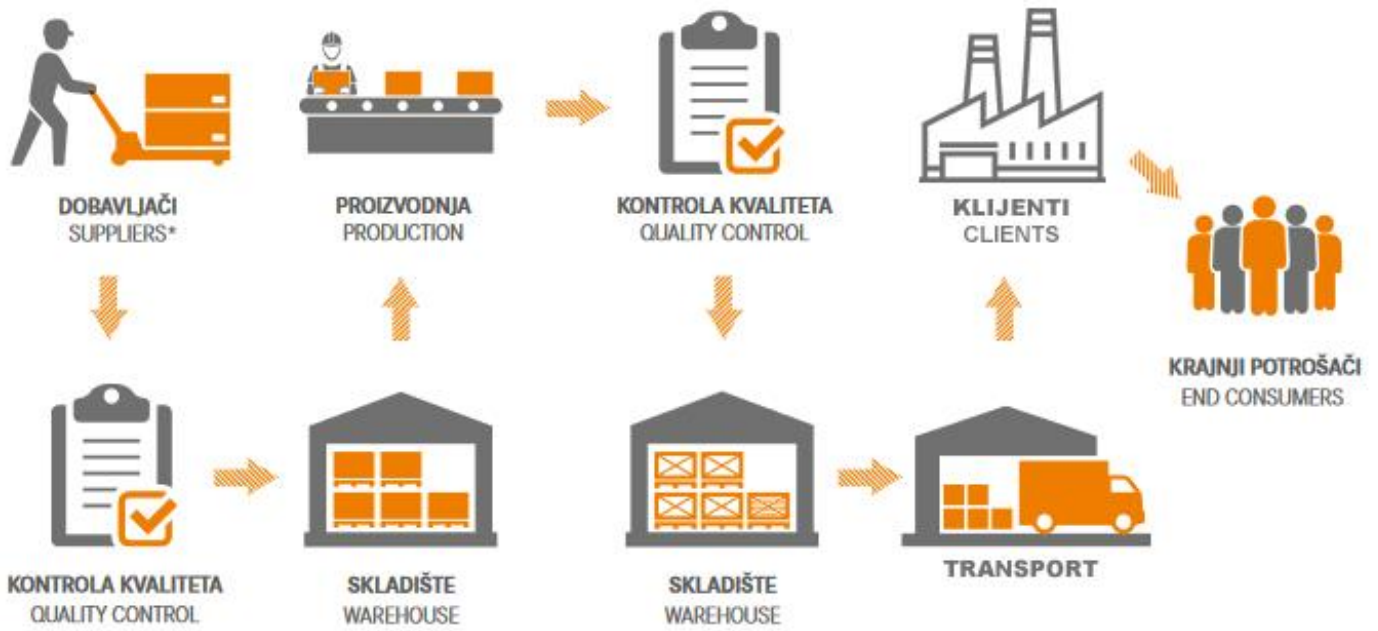 DOBAVLJAČI
SUPPLIERS*
PROIZVODNJA
PRODUCTION
KONTROLA KVALITETA
QUALITY CONTROL
KLIJENTI
CLIENTS
KRAJNJI POTROŠAČI
END CONSUMERS
KONTROLA KVALITETA
QUALITY CONTROL
SKLADIŠTE
WAREHOUSE
SKLADIŠTE
WAREHOUSE
TRANSPORT